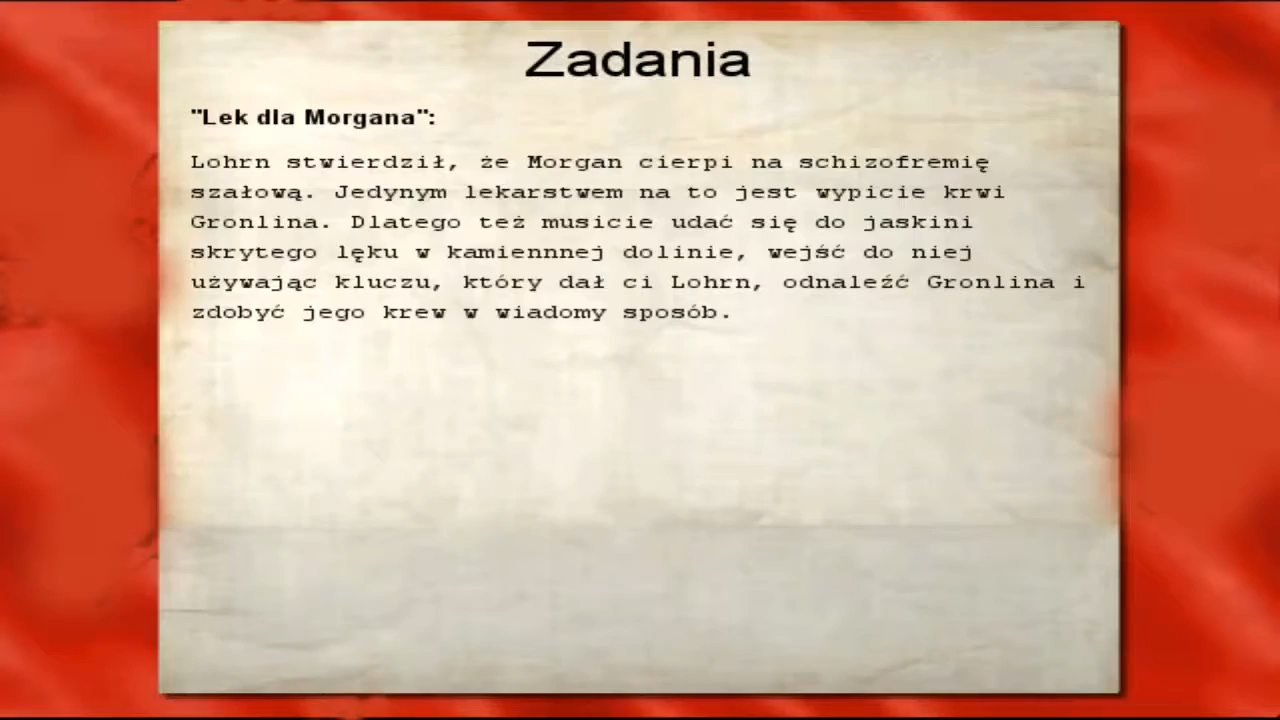 Zadania
"Lek dla Morgana":
Lohrn stwierdził, że Morgan cierpi na schizofremię
szałową. Jedynym lekarstwem na to jest wypicie krwi
Gronlina. Dlatego też musicie udać się do jaskini
skrytego lęku w kamiennnej dolinie, wejść do niej
używając kluczu, który dał ci Lohrn, odnaleźć Gronlina i
zdobyć jego krew w wiadomy sposób.